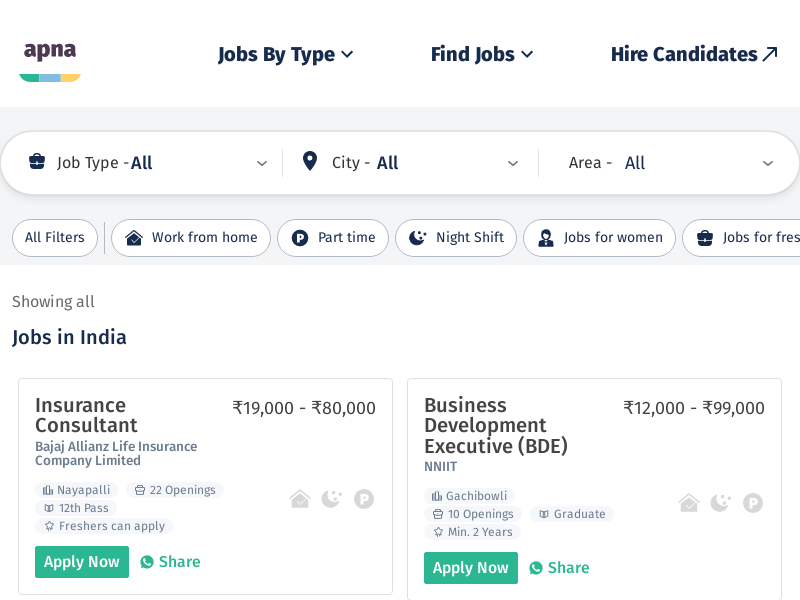 apna
Jobs By Type
Find Jobs
Hire Candidates
Job Type - All
City - All
Area - All
All Filters
Work from home
Part time
Night Shift
Jobs for women
Jobs for fres
Showing all
Jobs in India
Insurance
Consultant
₹19,000 - ₹80,000
Bajaj Allianz Life Insurance
Company Limited
Nayapalli
22 Openings
12th Pass
Freshers can apply
Apply Now
Share
Business
Development
Executive (BDE)
₹12,000 - ₹99,000
NNIIT
Gachibowli
10 Openings
Graduate
Min. 2 Years
Apply Now
Share